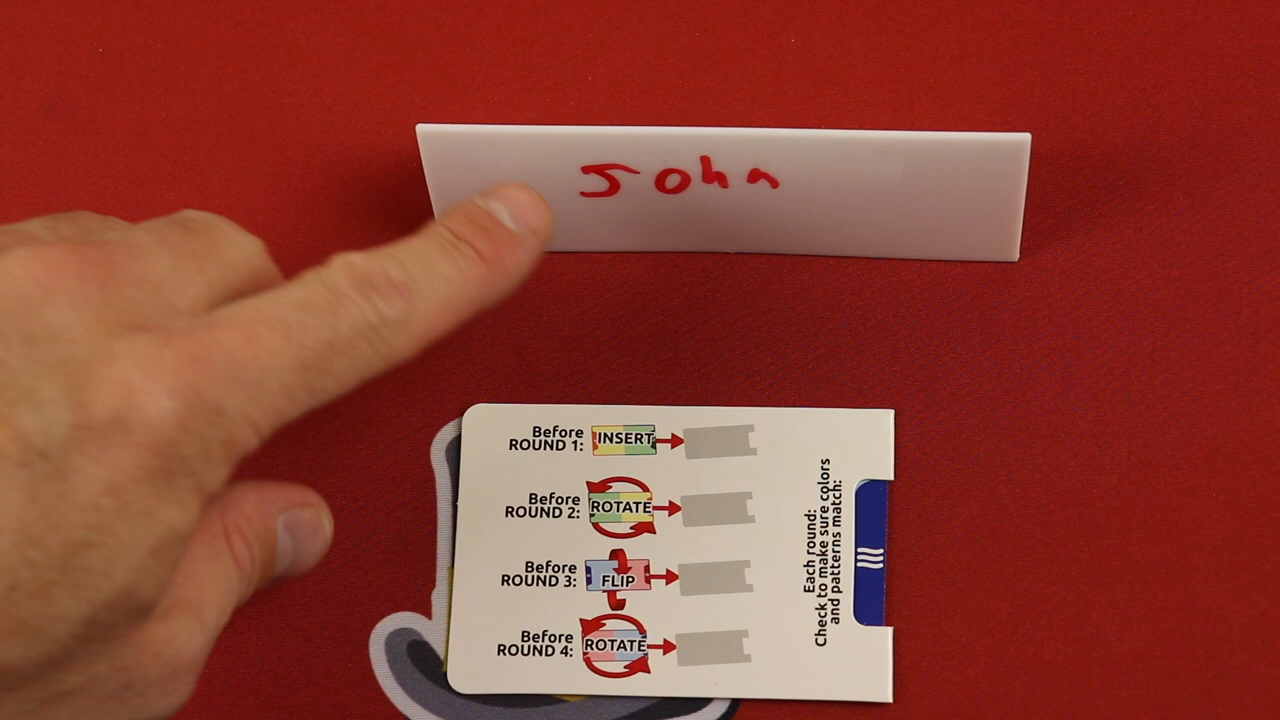 John
Before
ROUND 1:
INSERT
Before
ROUND 2:
ROTATE
Before
ROUND 3:
FLIP
Before
ROUND 4:
ROTATE
Each round:
Check to make sure colors
and patterns match: